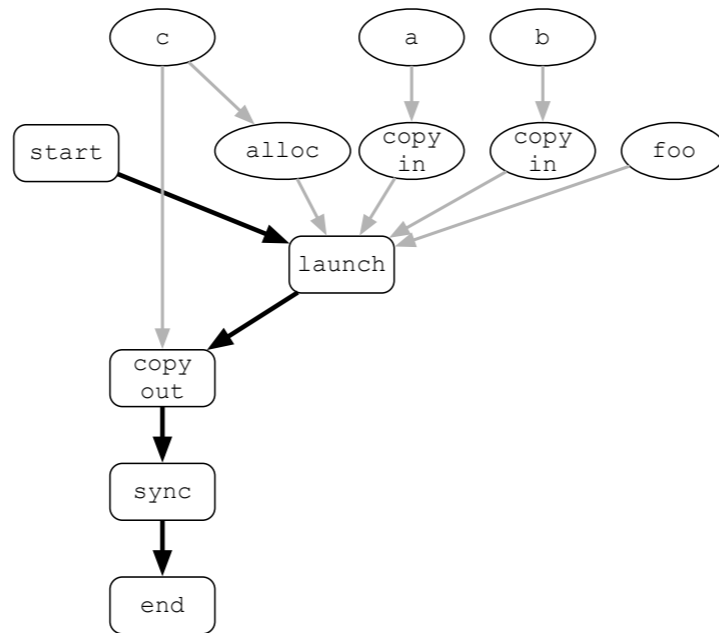 c
a
b
start
alloc
copy
in
copy
in
foo
launch
copy
out
sync
end